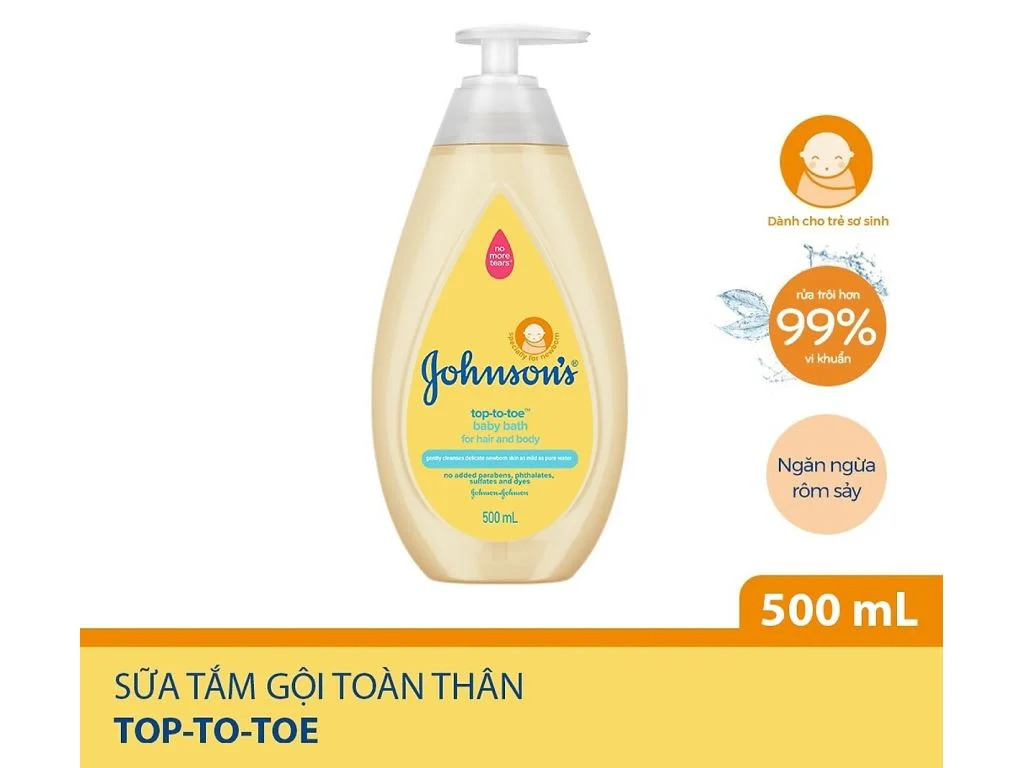 no
more
tears®
specially for newborn
Johnson's®
top-to-toe™
baby bath
for hair and body
gently cleanses delicate newborn skin as mild as pure water
no added parabens, phthalates,
sulfates and dyes
Johnson+Johnson
500 mL
Dành cho trẻ sơ sinh
rửa trôi hơn
99%
vi khuẩn
Ngăn ngừa
rôm sảy
500 mL
SỮA TẮM GỘI TOÀN THÂN
TOP-TO-TOE